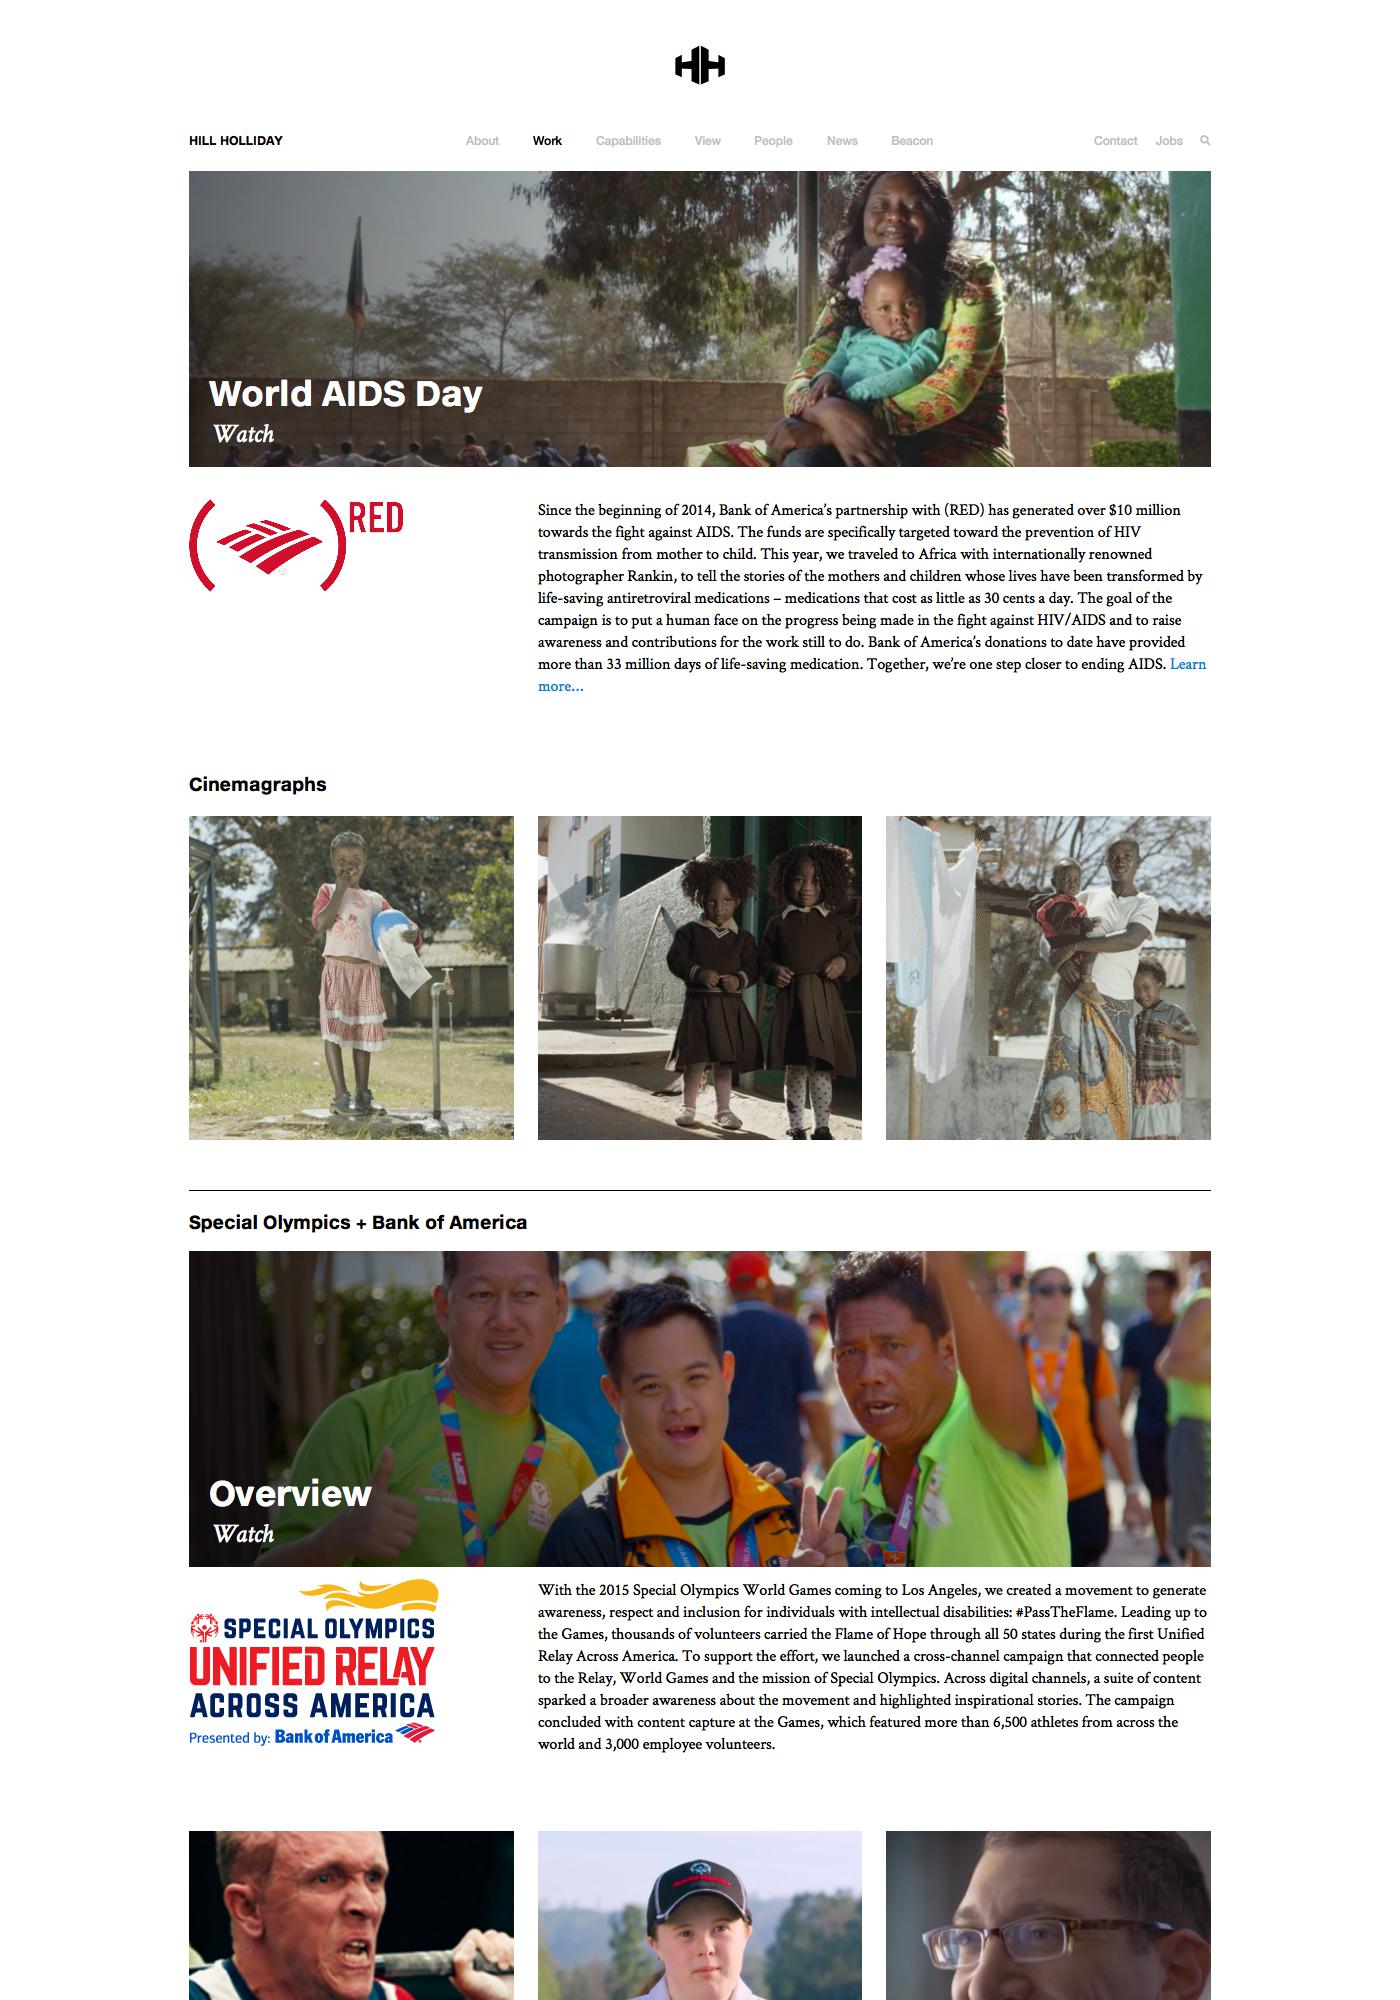 HH
HILL HOLLIDAY
About Work Capabilities View People News Beacon
Contact Jobs
World AIDS Day
Watch
RED
Since the beginning of 2014, Bank of America’s partnership with (RED) has generated over $10 million
towards the fight against AIDS. The funds are specifically targeted toward the prevention of HIV
transmission from mother to child. This year, we traveled to Africa with internationally renowned
photographer Rankin, to tell the stories of the mothers and children whose lives have been transformed by
life-saving antiretroviral medications – medications that cost as little as 30 cents a day. The goal of the
campaign is to put a human face on the progress being made in the fight against HIV/AIDS and to raise
awareness and contributions for the work still to do. Bank of America’s donations to date have provided
more than 33 million days of life-saving medication. Together, we’re one step closer to ending AIDS. Learn
more...
Cinemagraphs
Special Olympics + Bank of America
ESPN
Overview
Watch
SPECIAL OLYMPICS
UNIFIED RELAY
ACROSS AMERICA
Presented by: Bank of America
With the 2015 Special Olympics World Games coming to Los Angeles, we created a movement to generate
awareness, respect and inclusion for individuals with intellectual disabilities: #PassTheFlame. Leading up to
the Games, thousands of volunteers carried the Flame of Hope through all 50 states during the first Unified
Relay Across America. To support the effort, we launched a cross-channel campaign that connected people
to the Relay, World Games and the mission of Special Olympics. Across digital channels, a suite of content
sparked a broader awareness about the movement and highlighted inspirational stories. The campaign
concluded with content capture at the Games, which featured more than 6,500 athletes from across the
world and 3,000 employee volunteers.